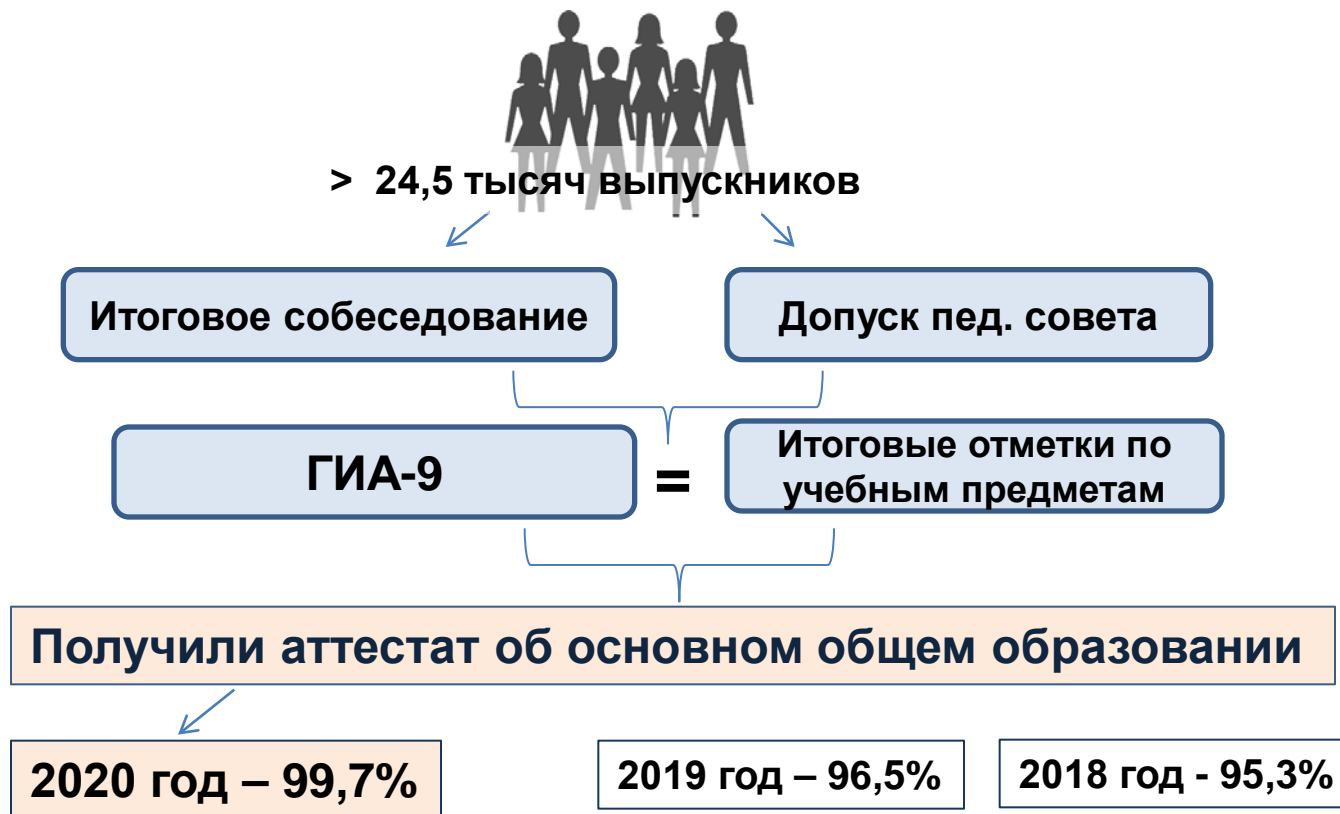 > 24,5 тысяч выпускников
Итоговое собеседование
Допуск пед. совета
ГИА-9
=
Итоговые отметки по
учебным предметам
Получили аттестат об основном общем образовании
2020 год – 99,7%
2019 год – 96,5%
2018 год - 95,3%